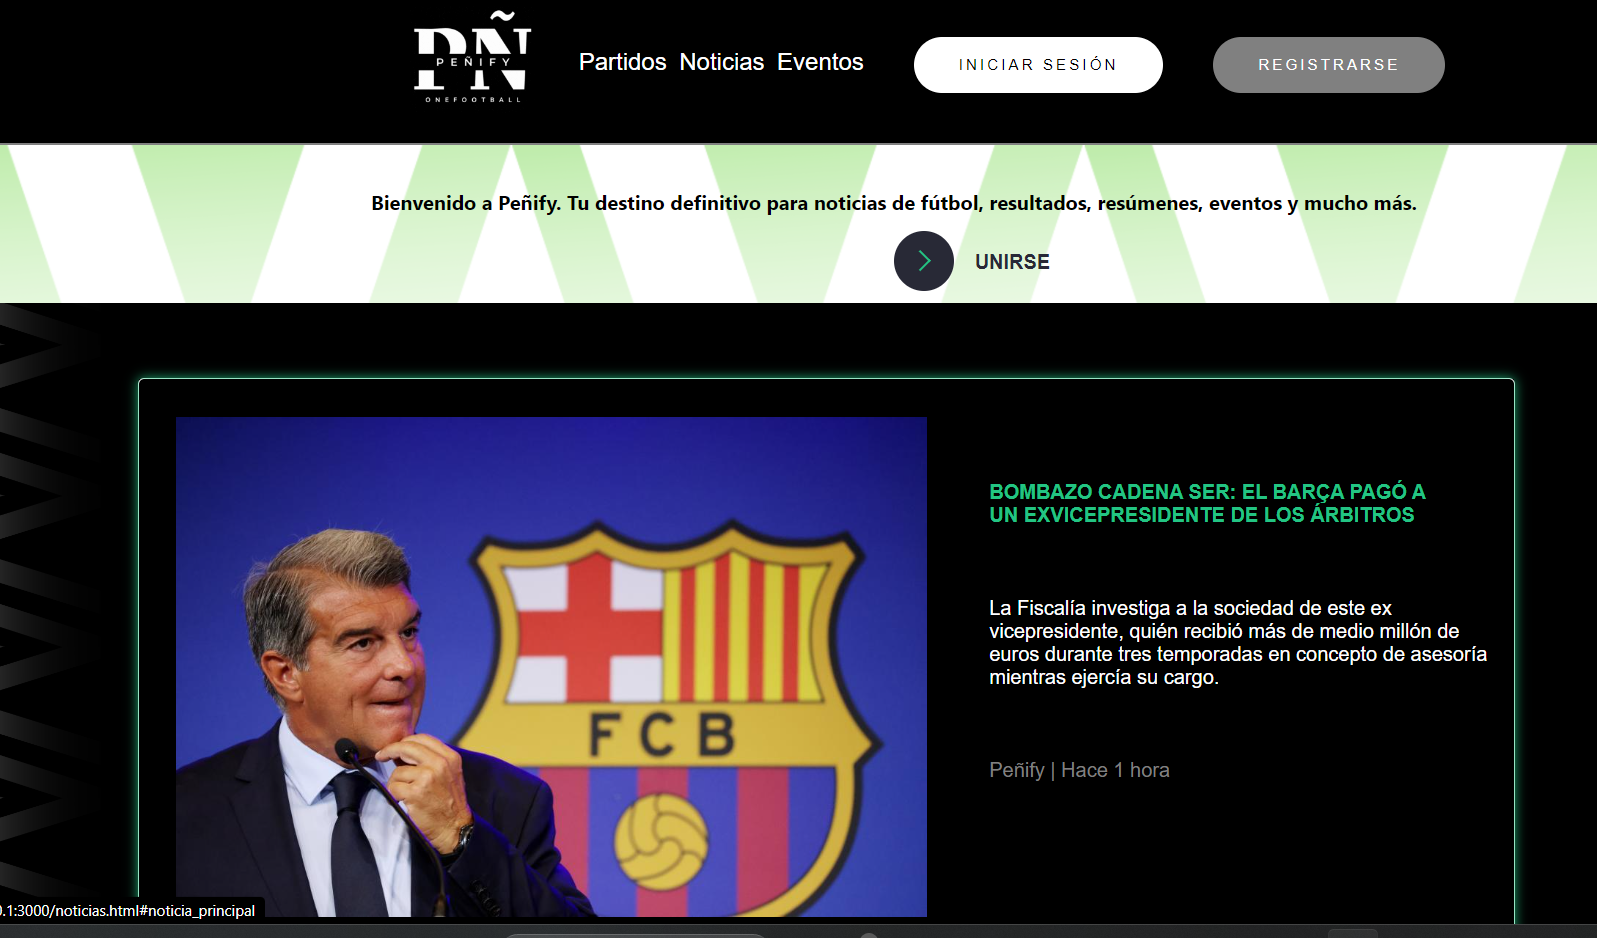 PÑ
PEÑIFY
ONEFOOTBALL
Partidos Noticias Eventos
INICIAR SESIÓN
REGISTRARSE
Bienvenido a Peñify. Tu destino definitivo para noticias de fútbol, resultados, resúmenes, eventos y mucho más.
UNIRSE
FCB
BOMBAZO CADENA SER: EL BARÇA PAGÓ A
UN EXVICEPRESIDENTE DE LOS ÁRBITROS
La Fiscalía investiga a la sociedad de este ex
vicepresidente, quién recibió más de medio millón de
euros durante tres temporadas en concepto de asesoría
mientras ejercía su cargo.
Peñify | Hace 1 hora
0.1:3000/noticias.html#noticia_principal